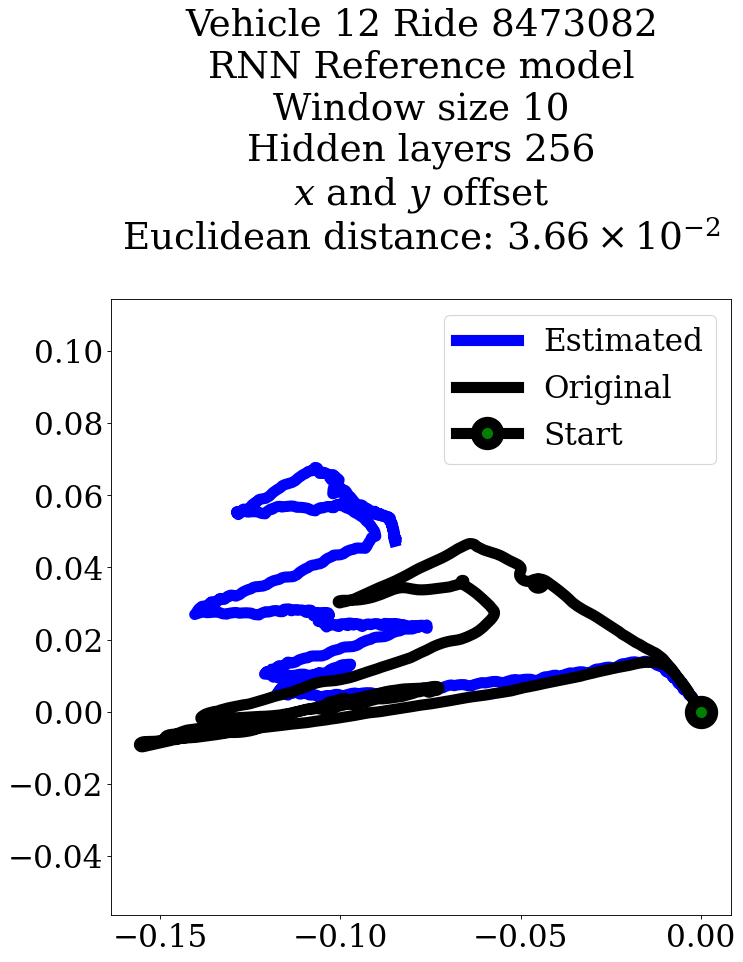 Vehicle 12 Ride 8473082
RNN Reference model
Window size 10
Hidden layers 256
x and y offset
Euclidean distance: 3.66 × 10⁻²
Estimated
Original
Start
0.10
0.08
0.06
0.04
0.02
0.00
−0.02
−0.04
−0.15
−0.10
−0.05
0.00